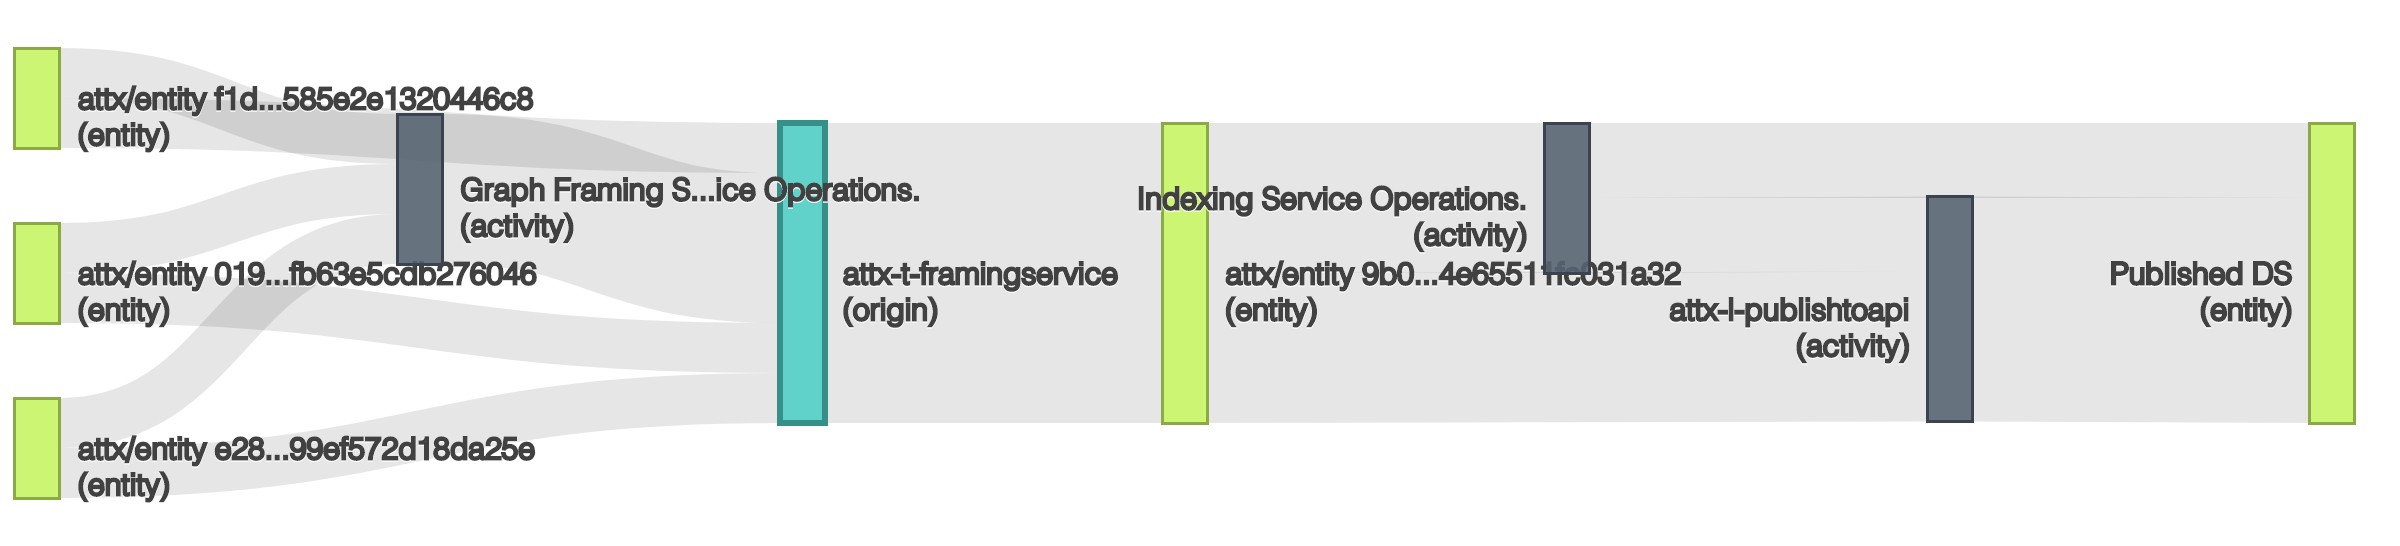 attx/entity f1d...585e2e1320446c8
(entity)
attx/entity 019...fb63e5cdb276046
(entity)
attx/entity e28...99ef572d18da25e
(entity)
Graph Framing S...ice Operations.
(activity)
attx-t-framingservice
(origin)
Indexing Service Operations.
(activity)
attx/entity 9b0...4e65511fc031a32
(entity)
attx-l-publishtoapi
(activity)
Published DS
(entity)